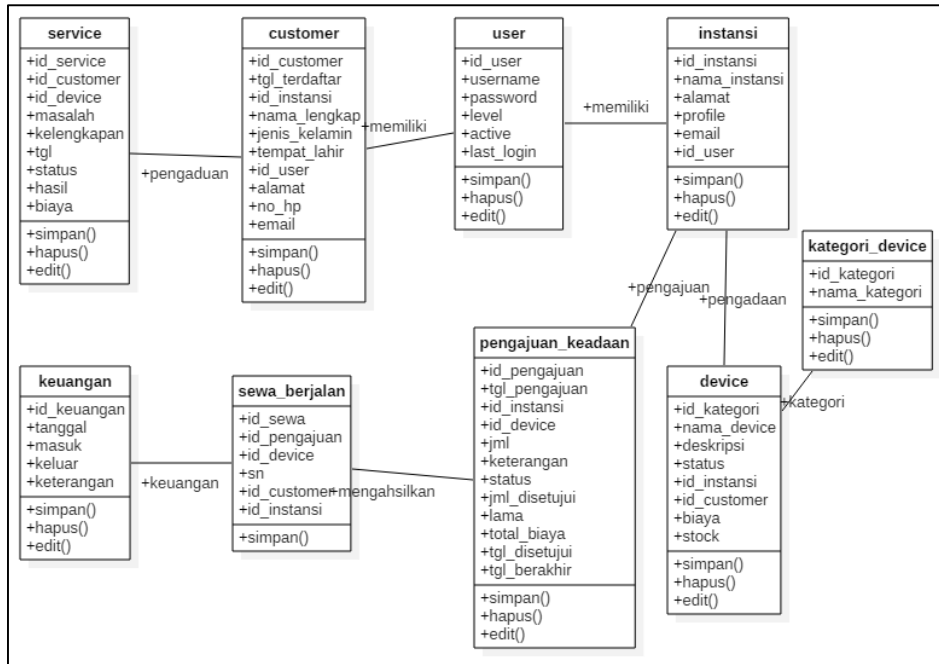 service
+id_service
+id_customer
+id_device
+masalah
+kelengkapan
+tgl
+status
+hasil
+biaya
+simpan()
+hapus()
+edit()
+pengaduan
customer
+id_customer
+tgl_terdaftar
+id_instansi
+nama_lengkap
+jenis_kelamin
+tempat_lahir
+id_user
+alamat
+no_hp
+email
+simpan()
+hapus()
+edit()
+memiliki
user
+id_user
+username
+password
+level
+active
+last_login
+simpan()
+hapus()
+edit()
+memiliki
instansi
+id_instansi
+nama_instansi
+alamat
+profile
+email
+id_user
+simpan()
+hapus()
+edit()
+pengajuan
+pengadaan
kategori_device
+id_kategori
+nama_kategori
+simpan()
+hapus()
+edit()
+kategori
keuangan
+id_keuangan
+tanggal
+masuk
+keluar
+keterangan
+simpan()
+hapus()
+edit()
+keuangan
sewa_berjalan
+id_sewa
+id_pengajuan
+id_device
+sn
+id_customer
+id_instansi
+simpan()
+mengahsilkan
pengajuan_keadaan
+id_pengajuan
+tgl_pengajuan
+id_instansi
+id_device
+jml
+keterangan
+status
+jml_disetujui
+lama
+total_biaya
+tgl_disetujui
+tgl_berakhir
+simpan()
+hapus()
+edit()
device
+id_kategori
+nama_device
+deskripsi
+status
+id_instansi
+id_customer
+biaya
+stock
+simpan()
+hapus()
+edit()